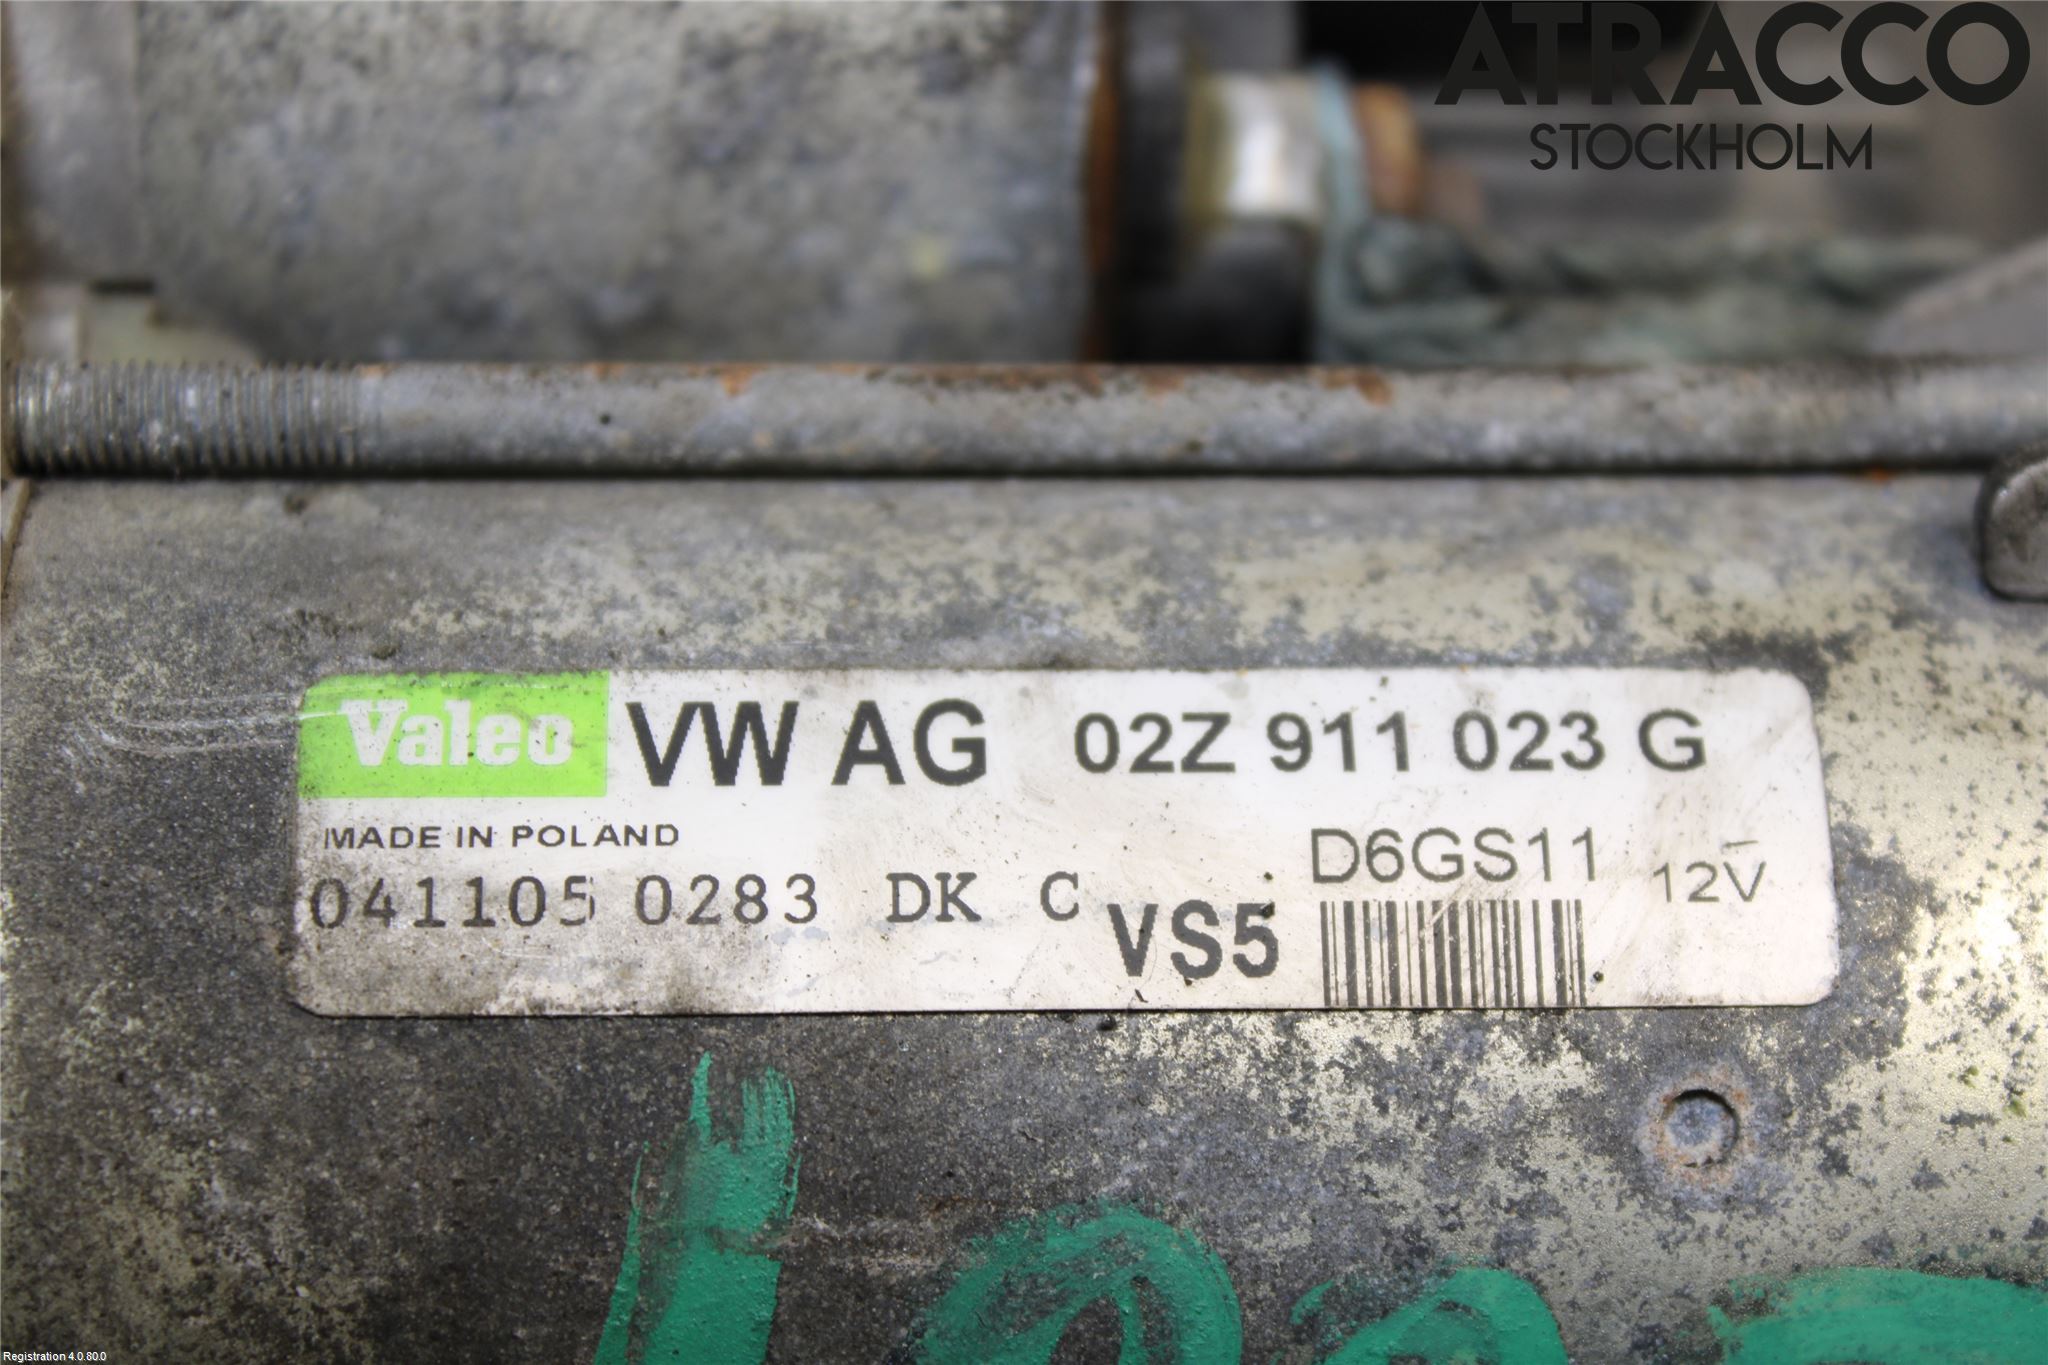 ATRACCO
STOCKHOLM
Valeo VW AG 02Z 911 023 G
MADE IN POLAND
D6GS11 12V
041105 0283 DK C VS5
Registration 4.0.80.0